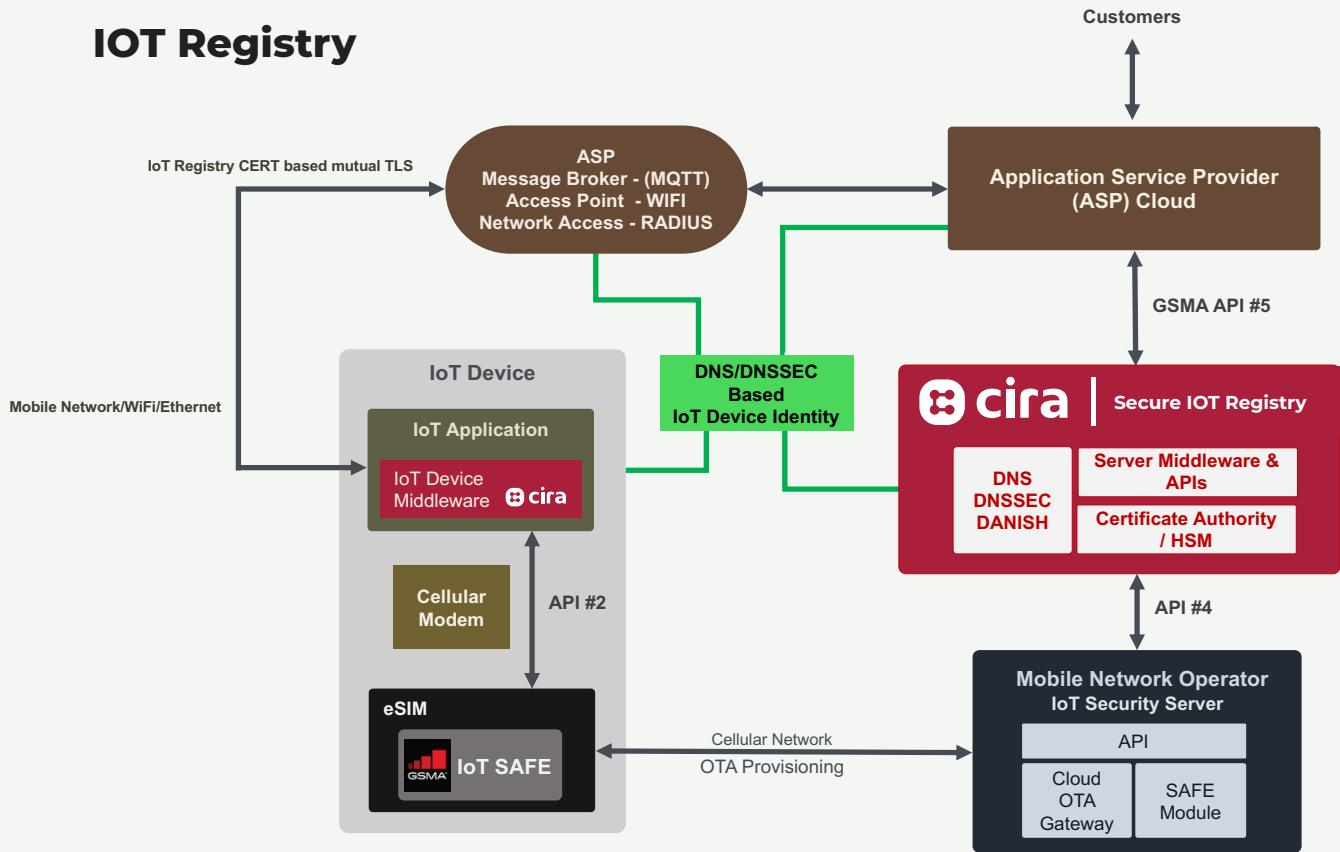 IOT Registry
Customers
IoT Registry CERT based mutual TLS
ASP
Message Broker - (MQTT)
Access Point - WIFI
Network Access - RADIUS
Application Service Provider
(ASP) Cloud
GSMA API #5
Mobile Network/WiFi/Ethernet
IoT Device
IoT Application
IoT Device
Middleware
cira
DNS/DNSSEC
Based
IoT Device Identity
cira
Secure IOT Registry
DNS
DNSSEC
DANISH
Server Middleware &
APIs
Certificate Authority
/ HSM
Cellular
Modem
API #2
API #4
eSIM
GSMA
IoT SAFE
Cellular Network
OTA Provisioning
Mobile Network Operator
IoT Security Server
API
Cloud
OTA
Gateway
SAFE
Module